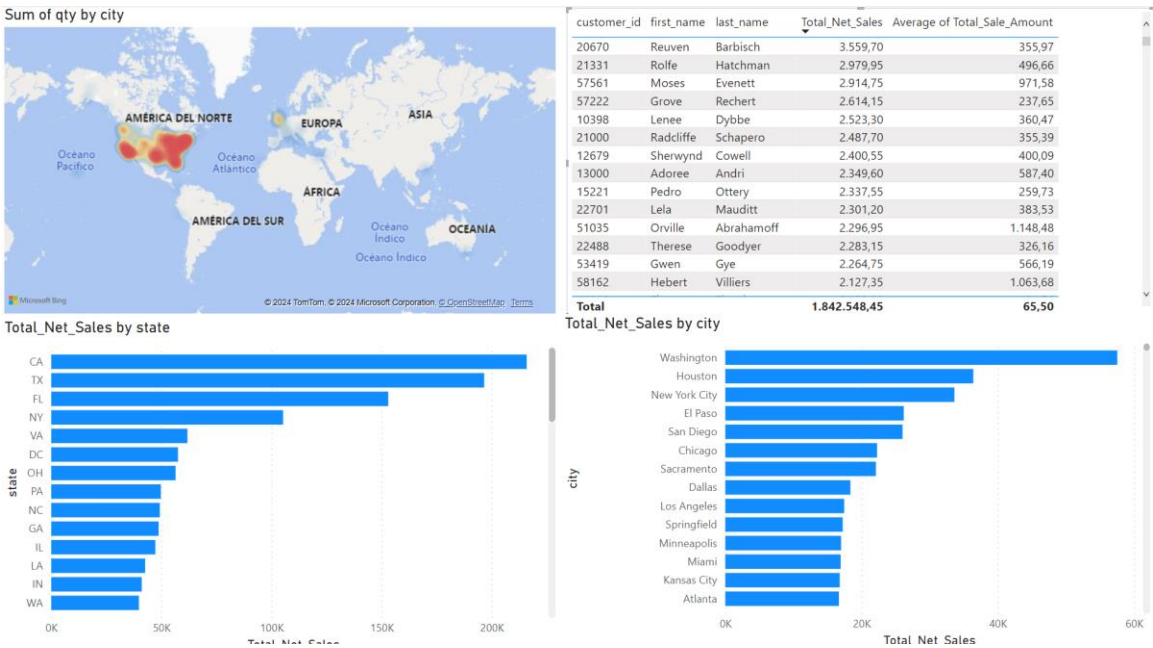 Sum of qty by city
AMÉRICA DEL NORTE
EUROPA
ASIA
Océano
Pacífico
Océano
Atlántico
ÁFRICA
AMÉRICA DEL SUR
Océano
Índico
OCEANÍA
Océano Índico
Microsoft Bing
© 2024 TomTom, © 2024 Microsoft Corporation, © OpenStreetMap Terms
customer_id first_name last_name Total_Net_Sales Average of Total_Sale_Amount
20670 Reuven Barbisch 3.559,70 355,97
21331 Rolfe Hatchman 2.979,95 496,66
57561 Moses Evenett 2.914,75 971,58
57222 Grove Rechert 2.614,15 237,65
10398 Lenee Dybbe 2.523,30 360,47
21000 Radcliffe Schapero 2.487,70 355,39
12679 Sherwynd Cowell 2.400,55 400,09
13000 Adoree Andri 2.349,60 587,40
15221 Pedro Ottery 2.337,55 259,73
22701 Lela Mauditt 2.301,20 383,53
51035 Orville Abrahamoff 2.296,95 1.148,48
22488 Therese Goodyer 2.283,15 326,16
53419 Gwen Gye 2.264,75 566,19
58162 Hebert Villiers 2.127,35 1.063,68
Total 1.842.548,45 65,50
Total_Net_Sales by state
state
CA
TX
FL
NY
VA
DC
OH
PA
NC
GA
IL
LA
IN
WA
0K 50K 100K 150K 200K
Total_Net_Sales
Total_Net_Sales by city
city
Washington
Houston
New York City
El Paso
San Diego
Chicago
Sacramento
Dallas
Los Angeles
Springfield
Minneapolis
Miami
Kansas City
Atlanta
0K 20K 40K 60K
Total_Net_Sales